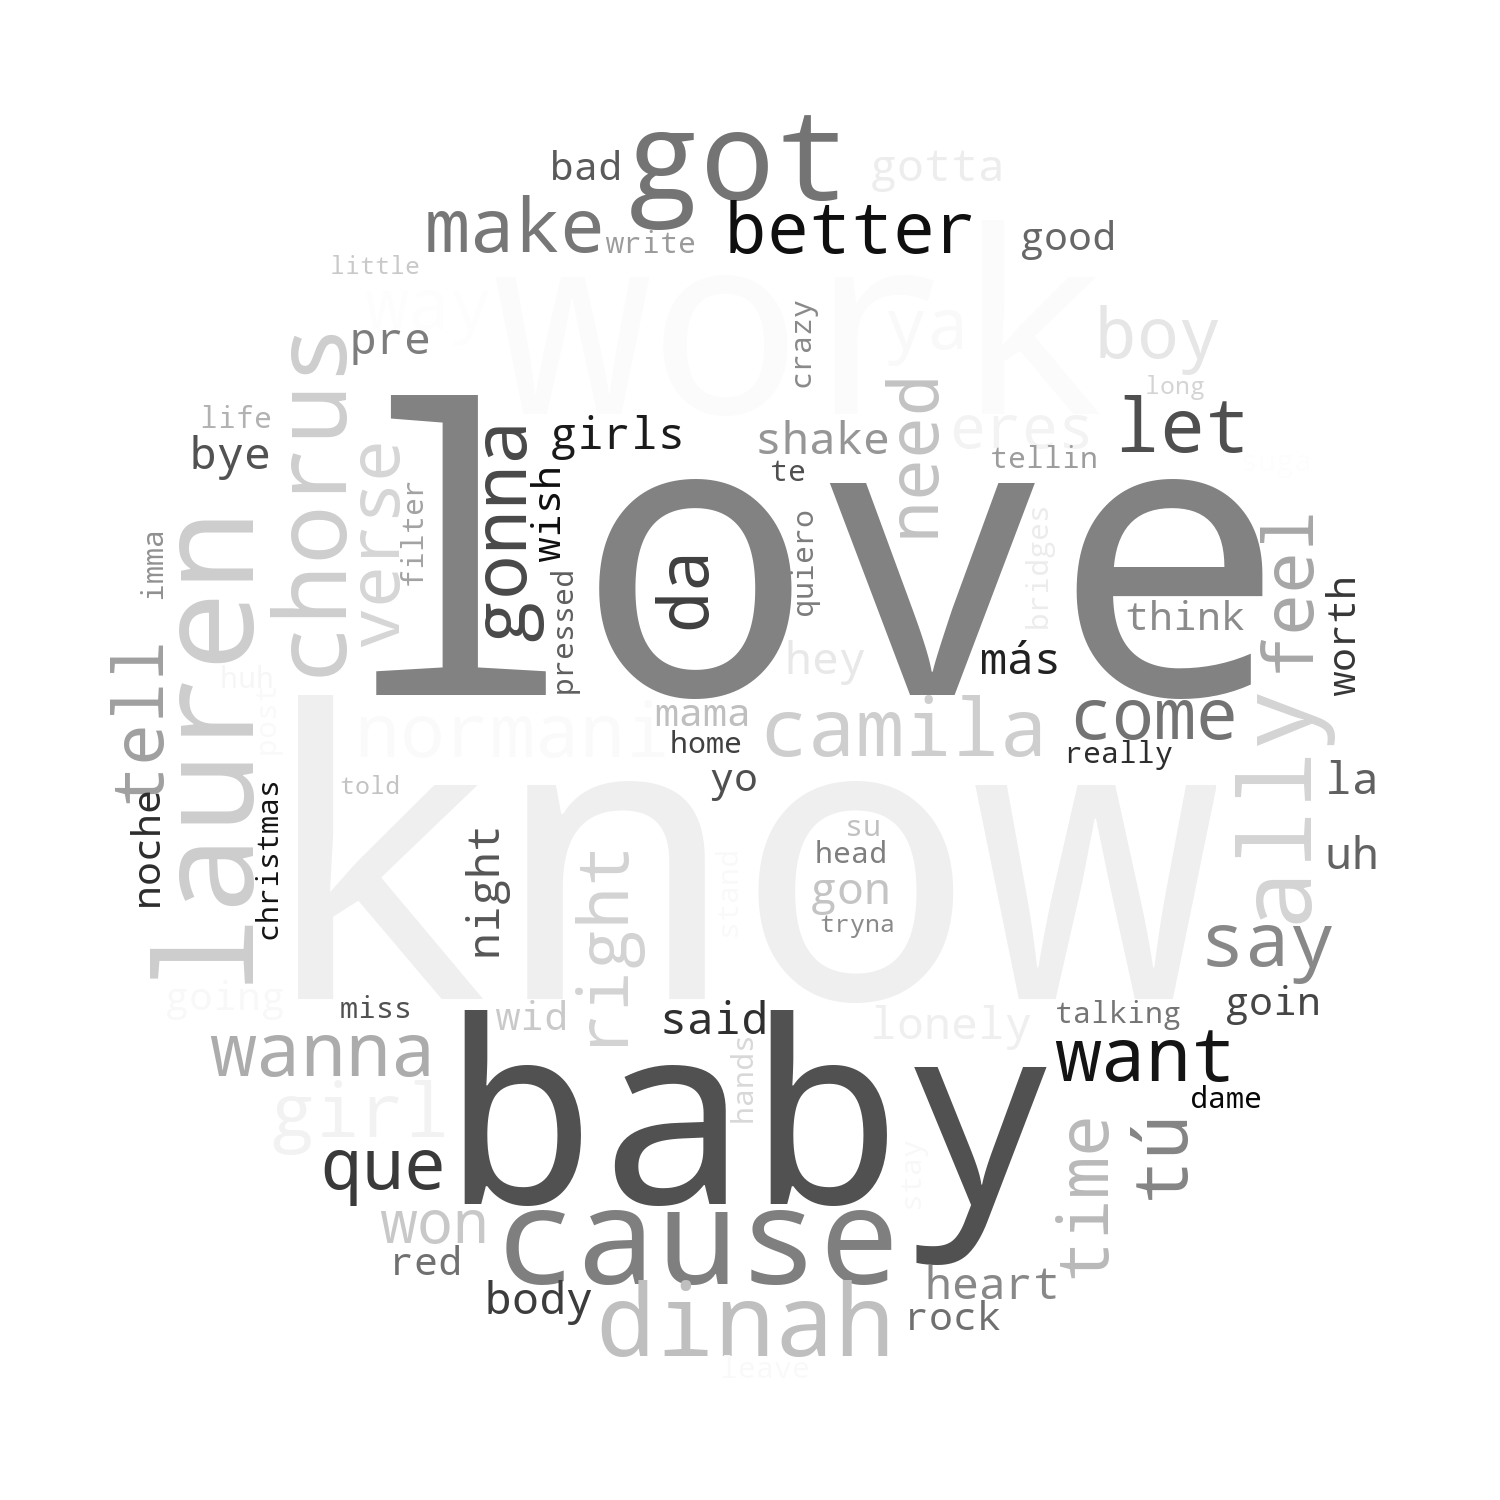 got
bad
gotta
make
better
write
good
work
little
way
ya
boy
pre
crazy
chorus
need
long
let
life
girls
shake
eres
bye
verse
love
gonna
wish
te
tellin
suga
filter
quiero
bridges
lauren
feel
imma
da
pressed
think
worth
tell
hey
más
huh
post
normani
mama
camila
come
ally
home
really
know
told
yo
la
noche
christmas
night
right
stand
su
head
gon
tryna
uh
say
going
miss
wid
said
lonely
talking
goin
wanna
baby
hands
want
girl
dame
time
tú
que
stay
won
cause
red
body
dinah
heart
rock
leave